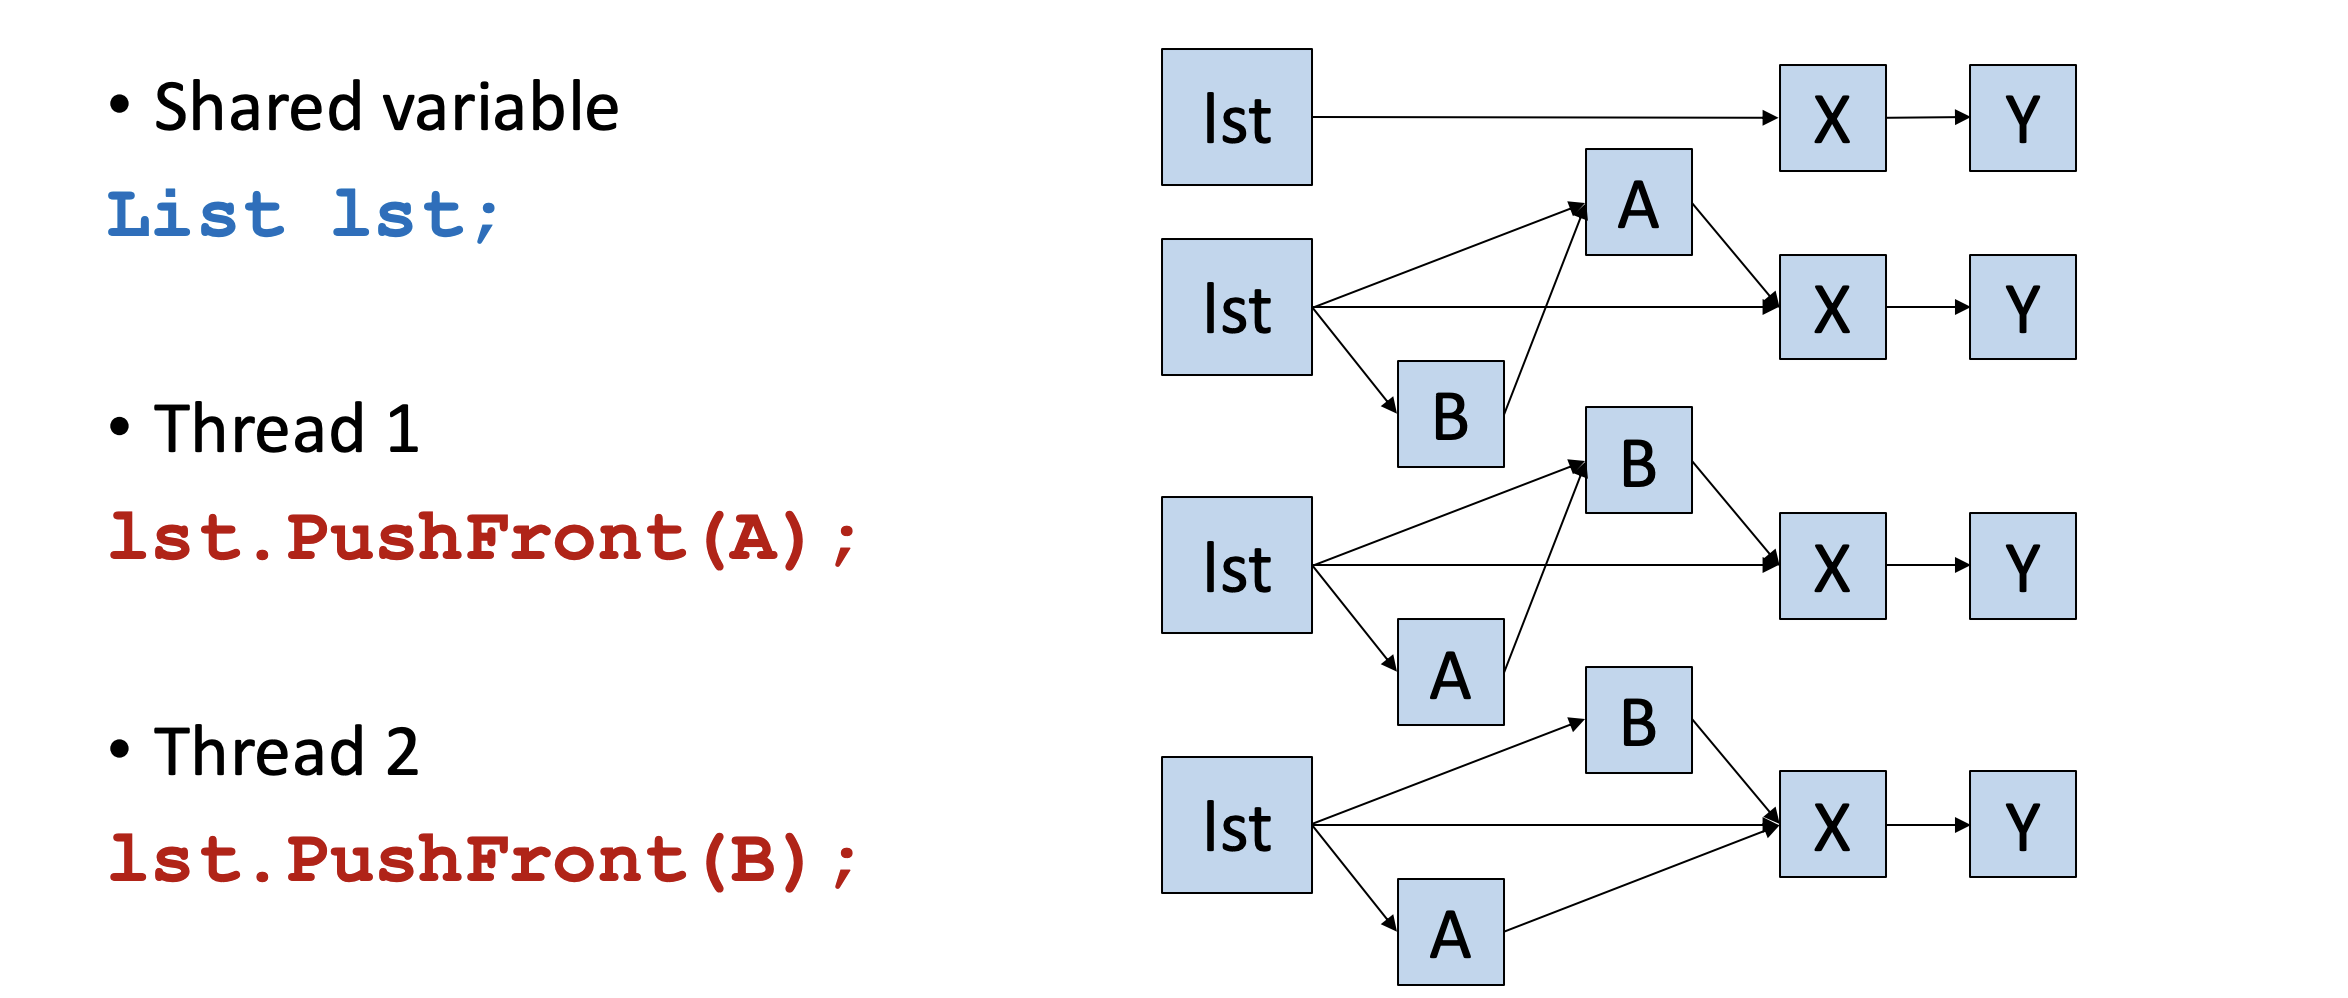 • Shared variable
List lst;
• Thread 1
lst.PushFront(A);
• Thread 2
lst.PushFront(B);
lst X Y
A
lst X Y
B
B
lst X Y
A
B
lst X Y
A